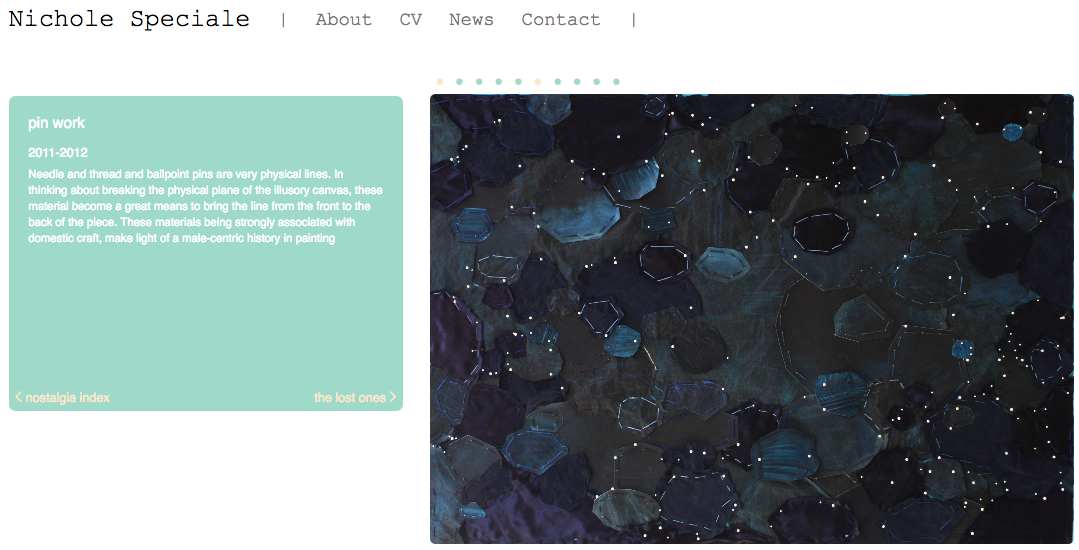 Nichole Speciale | About CV News Contact |
pin work
2011-2012
Needle and thread and ballpoint pins are very physical lines. In
thinking about breaking the physical plane of the illusory canvas, these
material become a great means to bring the line from the front to the
back of the piece. These materials being strongly associated with
domestic craft, make light of a male-centric history in painting
< nostalgia index
the lost ones >